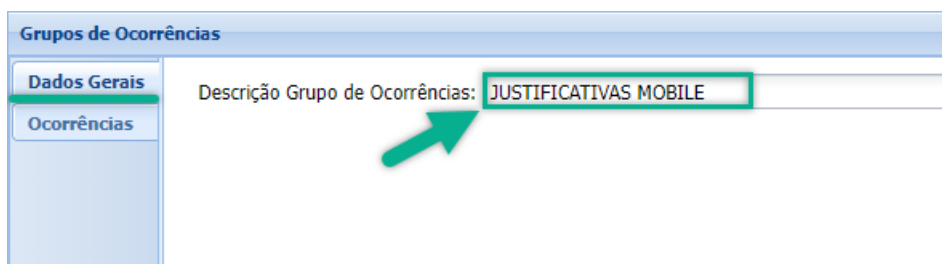 Grupos de Ocorrências
Dados Gerais
Descrição Grupo de Ocorrências: JUSTIFICATIVAS MOBILE
Ocorrências